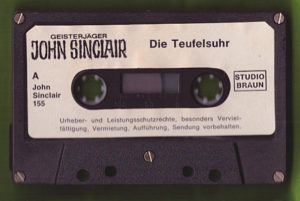 GEISTERJÄGER
JOHN SINCLAIR
Die Teufelsuhr
A
John
Sinclair
155
STUDIO
BRAUN
Urheber- und Leistungsschutzrechte, besonders Verviel-
fältigung, Vermietung, Aufführung, Sendung vorbehalten.